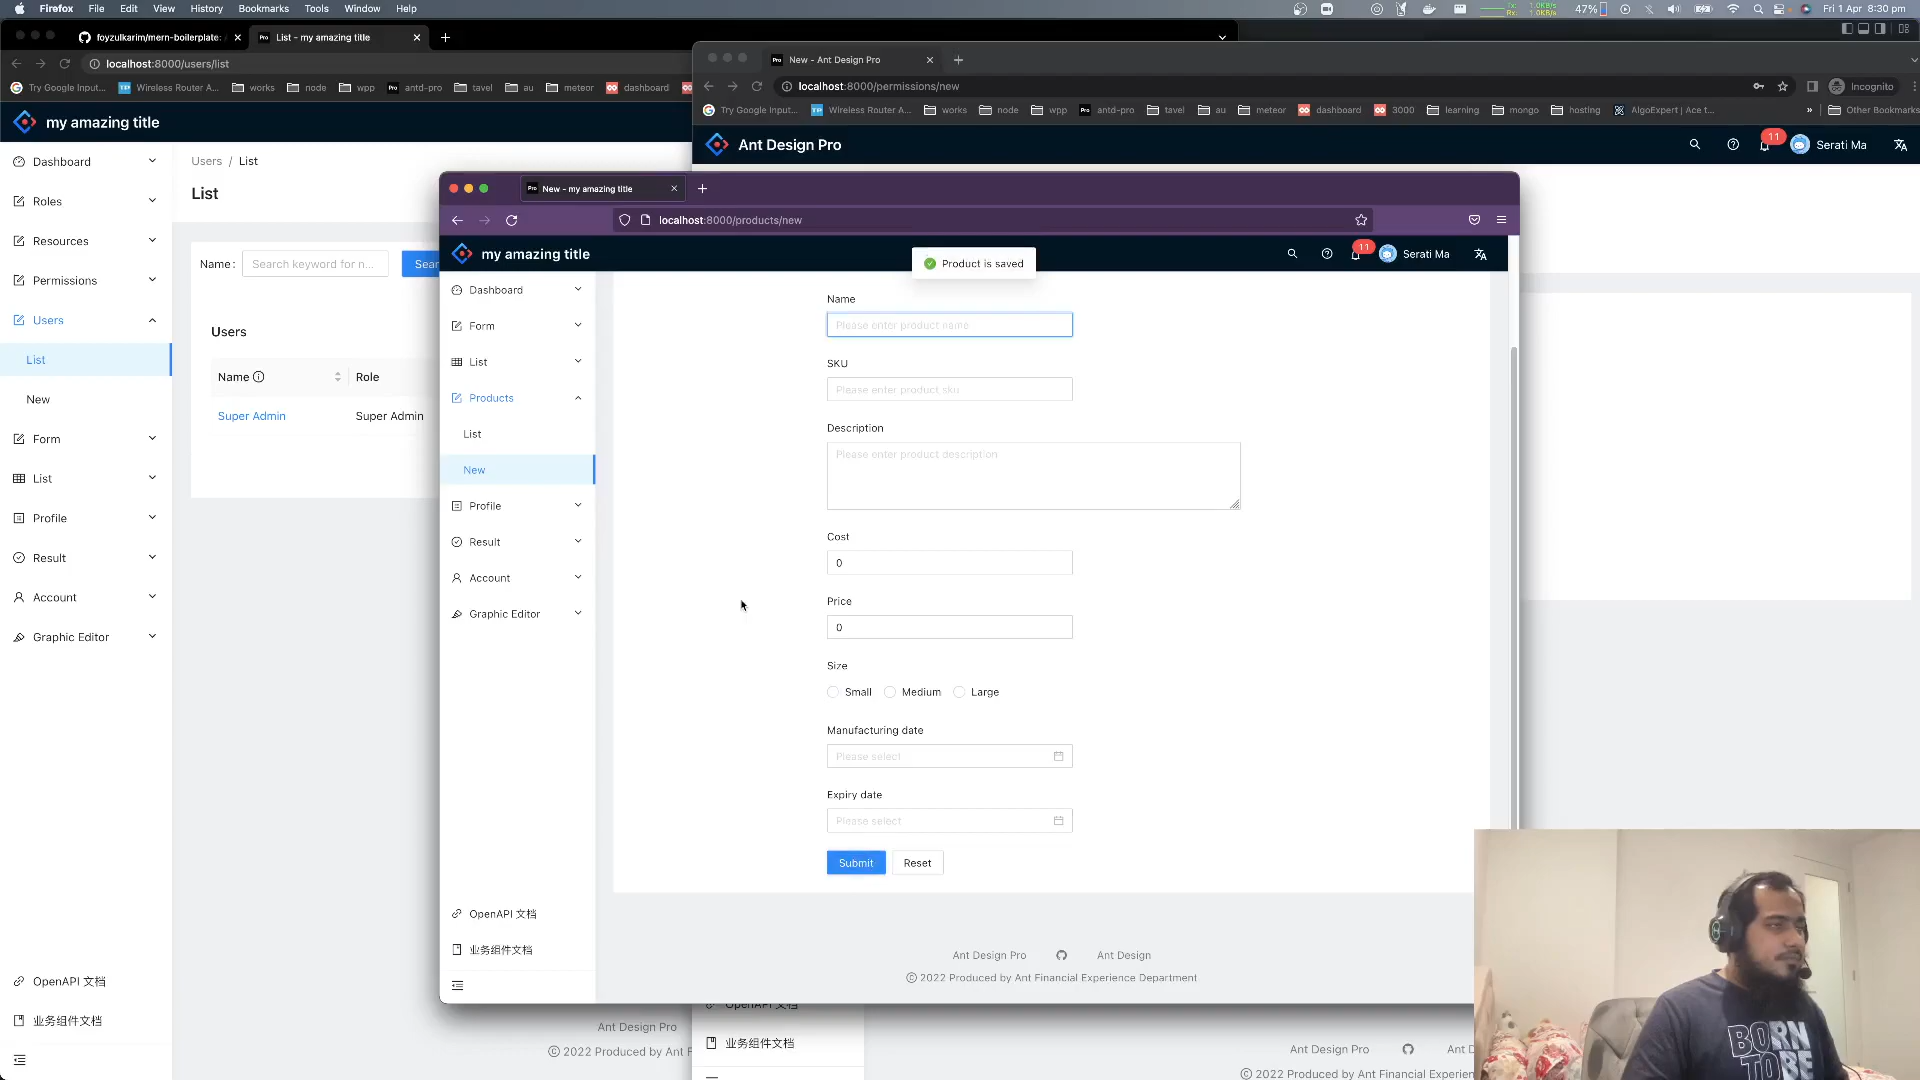 Firefox File Edit View History Bookmarks Tools Window Help
47%
Fri 1 Apr 8:30 pm
foyzulkarim/mern-boilerplate:
List - my amazing title
localhost:8000/users/list
Try Google Input...
Wireless Router A...
works
node
wpp
antd-pro
tavel
au
meteor
dashboard
my amazing title
Dashboard
Roles
Resources
Permissions
Users
List
New
Form
List
Profile
Result
Account
Graphic Editor
OpenAPI 文档
业务组件文档
Users / List
List
Name :
Search keyword for n...
Sear
Users
Name
Role
Super Admin
Super Admin
Ant Design Pro
© 2022 Produced by Ant F
New - Ant Design Pro
localhost:8000/permissions/new
Incognito
Try Google Input...
Wireless Router A...
works
node
wpp
antd-pro
tavel
au
meteor
dashboard
3000
learning
mongo
hosting
AlgoExpert | Ace t...
»
Other Bookmarks
Ant Design Pro
11
Serati Ma
New - my amazing title
localhost:8000/products/new
my amazing title
Product is saved
11
Serati Ma
Dashboard
Form
List
Products
List
New
Profile
Result
Account
Graphic Editor
OpenAPI 文档
业务组件文档
Name
Please enter product name
SKU
Please enter product sku
Description
Please enter product description
Cost
0
Price
0
Size
Small
Medium
Large
Manufacturing date
Please select
Expiry date
Please select
Submit
Reset
Ant Design Pro
Ant Design
© 2022 Produced by Ant Financial Experience Department
OpenAPI 文档
业务组件文档
Ant Design Pro
Ant D
© 2022 Produced by Ant Financial Experien
BORN
TO BE